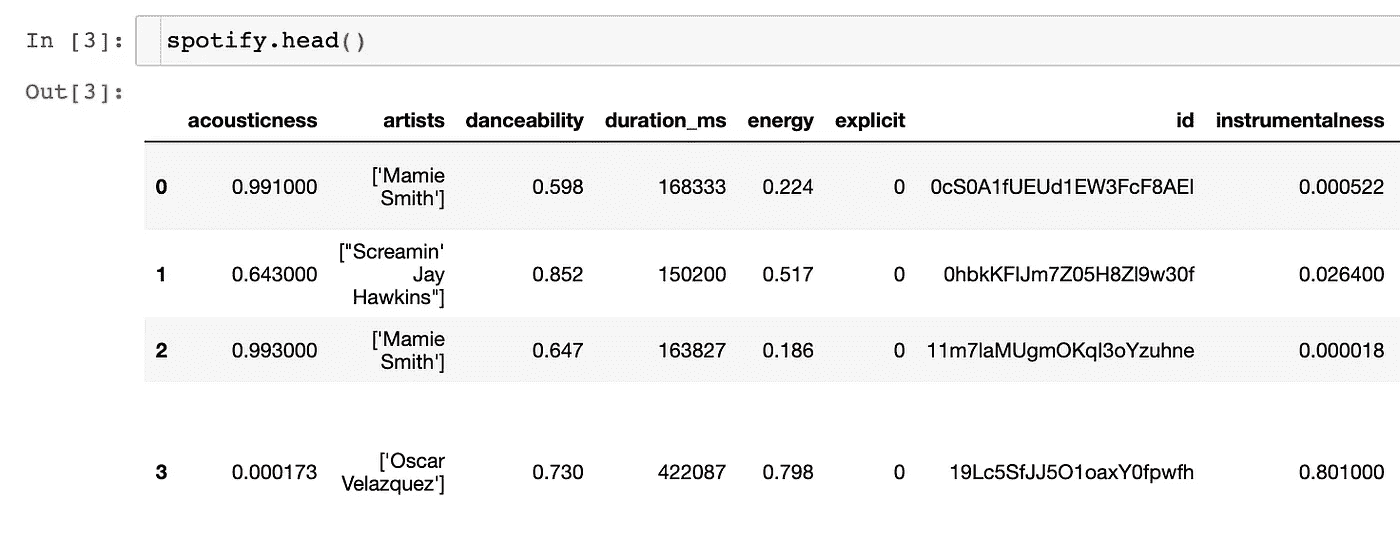 In [3]: spotify.head()
Out[3]:
acousticness artists danceability duration_ms energy explicit id instrumentalness
0 0.991000 ['Mamie Smith'] 0.598 168333 0.224 0 0cS0A1fUEUd1EW3FcF8AEI 0.000522
1 0.643000 ["Screamin' Jay Hawkins"] 0.852 150200 0.517 0 0hbkKFIJm7Z05H8Zl9w30f 0.026400
2 0.993000 ['Mamie Smith'] 0.647 163827 0.186 0 11m7laMUgmOKqI3oYzuhne 0.000018
3 0.000173 ['Oscar Velazquez'] 0.730 422087 0.798 0 19Lc5SfJJ5O1oaxY0fpwfh 0.801000